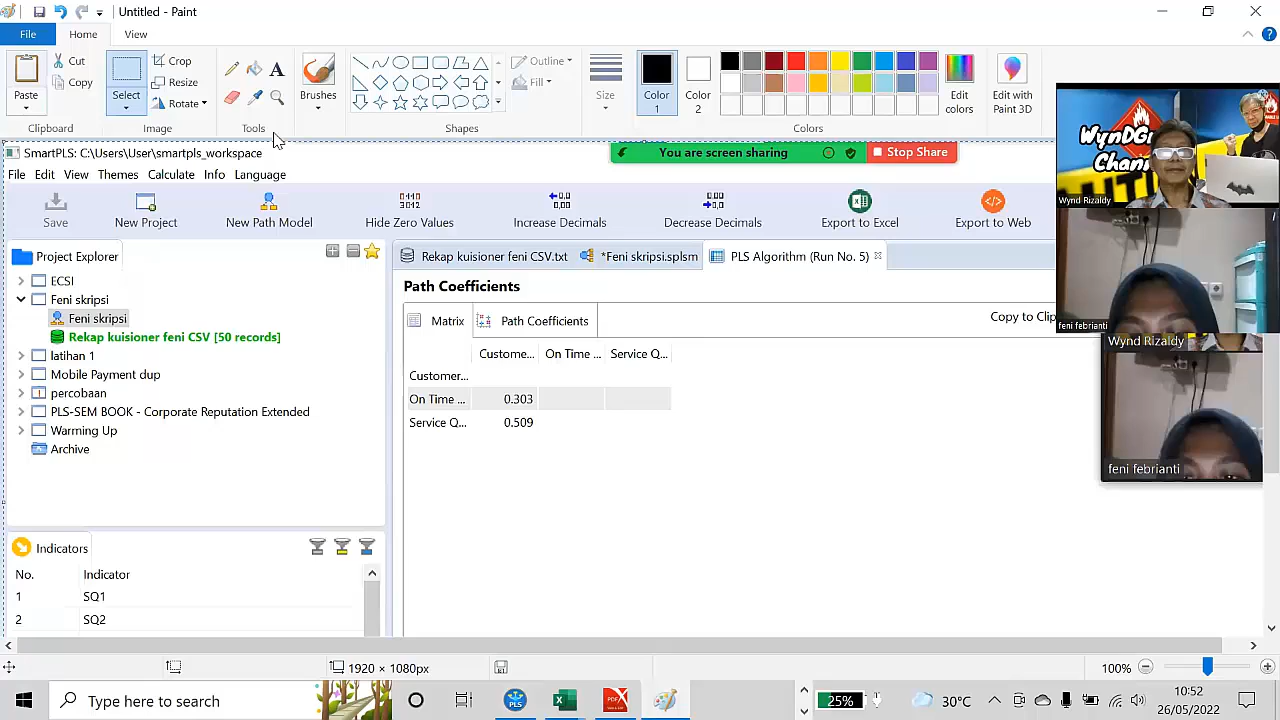 Untitled - Paint
File
Home
View
Paste
Cut
Copy
Clipboard
Select
Crop
Resize
Rotate
Image
Tools
Brushes
Shapes
Outline
Fill
Size
Color 1
Color 2
Colors
Edit colors
Edit with Paint 3D
SmartPLS: C:\Users\User\smartpls_workspace
You are screen sharing
Stop Share
File Edit View Themes Calculate Info Language
Save
New Project
New Path Model
Hide Zero Values
Increase Decimals
Decrease Decimals
Export to Excel
Export to Web
Project Explorer
ECSI
Feni skripsi
Feni skripsi
Rekap kuisioner feni CSV [50 records]
latihan 1
Mobile Payment dup
percobaan
PLS-SEM BOOK - Corporate Reputation Extended
Warming Up
Archive
Indicators
No. Indicator
1 SQ1
2 SQ2
Rekap kuisioner feni CSV.txt
*Feni skripsi.splsm
PLS Algorithm (Run No. 5)
Path Coefficients
Matrix
Path Coefficients
Copy to Clip
Custome... On Time ... Service Q...
Customer...
On Time ... 0.303
Service Q... 0.509
Wynd Rizaldy
feni febrianti
Wynd Rizaldy
feni febrianti
1920 × 1080px
100%
Type here to search
25%
30°C
10:52
26/05/2022